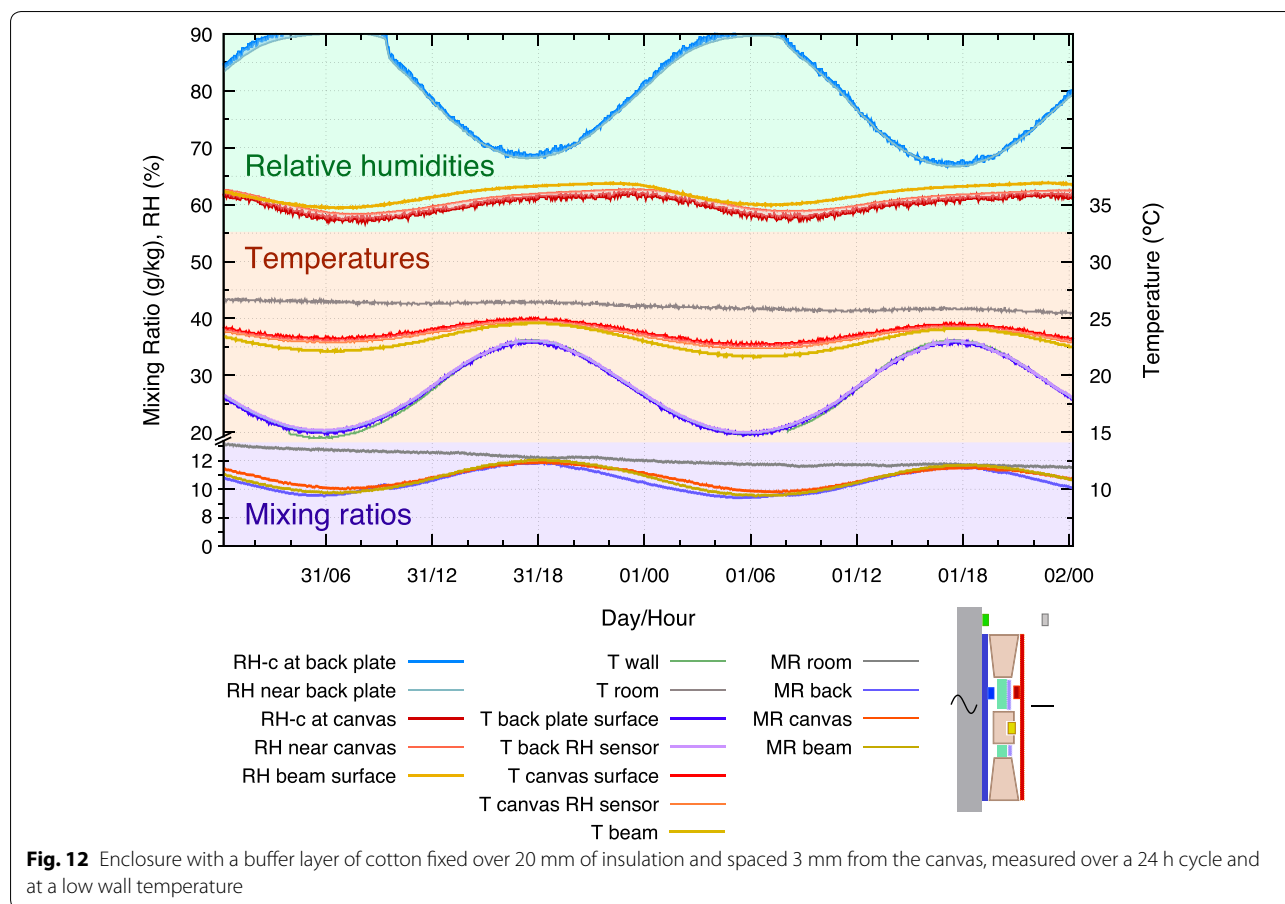 90
80
70
60
50
40
30
20
12
10
8
0
Mixing Ratio (g/kg), RH (%)
Relative humidities
Temperatures
Mixing ratios
35
30
25
20
15
10
Temperature (ºC)
31/06 31/12 31/18 01/00 01/06 01/12 01/18 02/00
Day/Hour
RH-c at back plate
RH near back plate
RH-c at canvas
RH near canvas
RH beam surface
T wall
T room
T back plate surface
T back RH sensor
T canvas surface
T canvas RH sensor
T beam
MR room
MR back
MR canvas
MR beam
Fig. 12 Enclosure with a buffer layer of cotton fixed over 20 mm of insulation and spaced 3 mm from the canvas, measured over a 24 h cycle and
at a low wall temperature